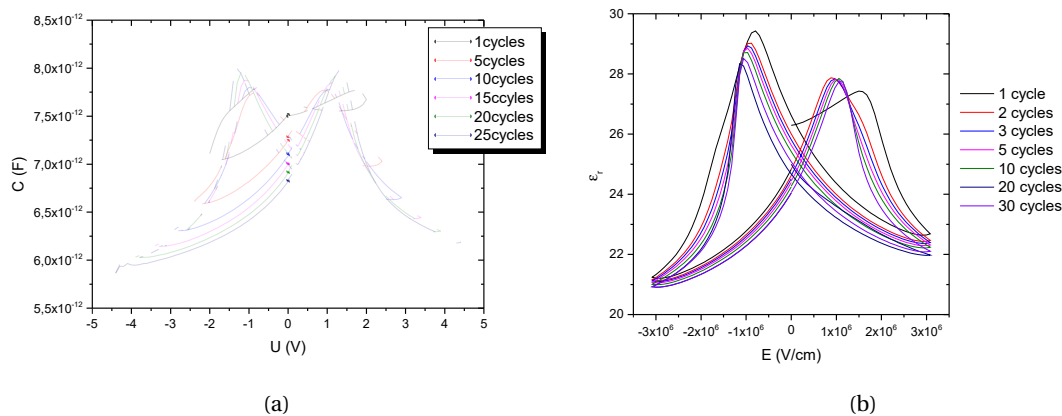 (a)
8,5x10⁻¹²
8,0x10⁻¹²
7,5x10⁻¹²
7,0x10⁻¹²
6,5x10⁻¹²
6,0x10⁻¹²
5,5x10⁻¹²
C (F)
-5 -4 -3 -2 -1 0 1 2 3 4 5
U (V)
1cycles
5cycles
10cycles
15ccyles
20cycles
25cycles
(a)
b)
30
28
26
24
22
20
εr
-3x10⁶ -2x10⁶ -1x10⁶ 0 1x10⁶ 2x10⁶ 3x10⁶
E (V/cm)
1 cycle
2 cycles
3 cycles
5 cycles
10 cycles
20 cycles
30 cycles
(b)